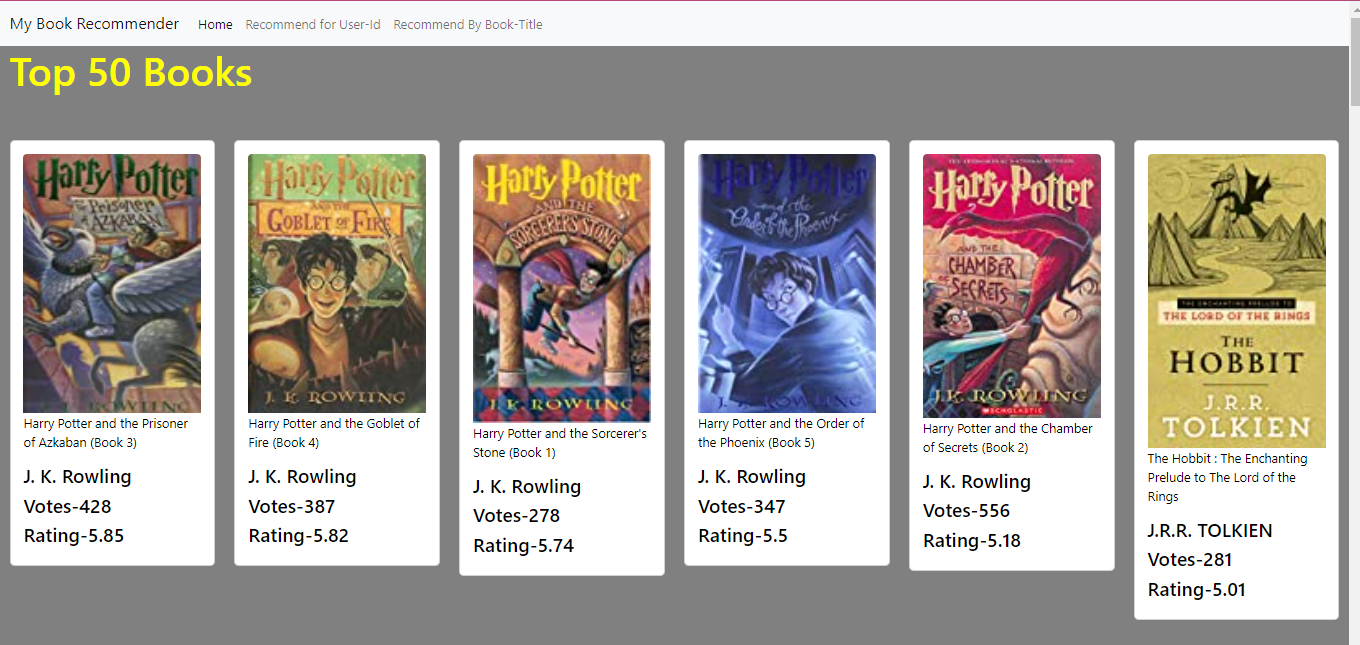 My Book Recommender Home Recommend for User-Id Recommend By Book-Title
Top 50 Books
Harry Potter
and the Prisoner
of AZKABAN
Harry Potter and the Prisoner
of Azkaban (Book 3)
J. K. Rowling
Votes-428
Rating-5.85
Harry Potter
AND THE
GOBLET OF FIRE
J. K. ROWLING
Harry Potter and the Goblet of
Fire (Book 4)
J. K. Rowling
Votes-387
Rating-5.82
Harry Potter
AND THE
SORCERER'S STONE
J. K. ROWLING
Harry Potter and the Sorcerer's
Stone (Book 1)
J. K. Rowling
Votes-278
Rating-5.74
Harry Potter
and the
Order of the Phoenix
J. K. ROWLING
Harry Potter and the Order of
the Phoenix (Book 5)
J. K. Rowling
Votes-347
Rating-5.5
Harry Potter
AND THE
CHAMBER
OF SECRETS
J.K. ROWLING
SCHOLASTIC
Harry Potter and the Chamber
of Secrets (Book 2)
J. K. Rowling
Votes-556
Rating-5.18
THE ENCHANTING PRELUDE TO
THE LORD OF THE RINGS
THE
HOBBIT
J.R.R.
TOLKIEN
The Hobbit : The Enchanting
Prelude to The Lord of the
Rings
J.R.R. TOLKIEN
Votes-281
Rating-5.01